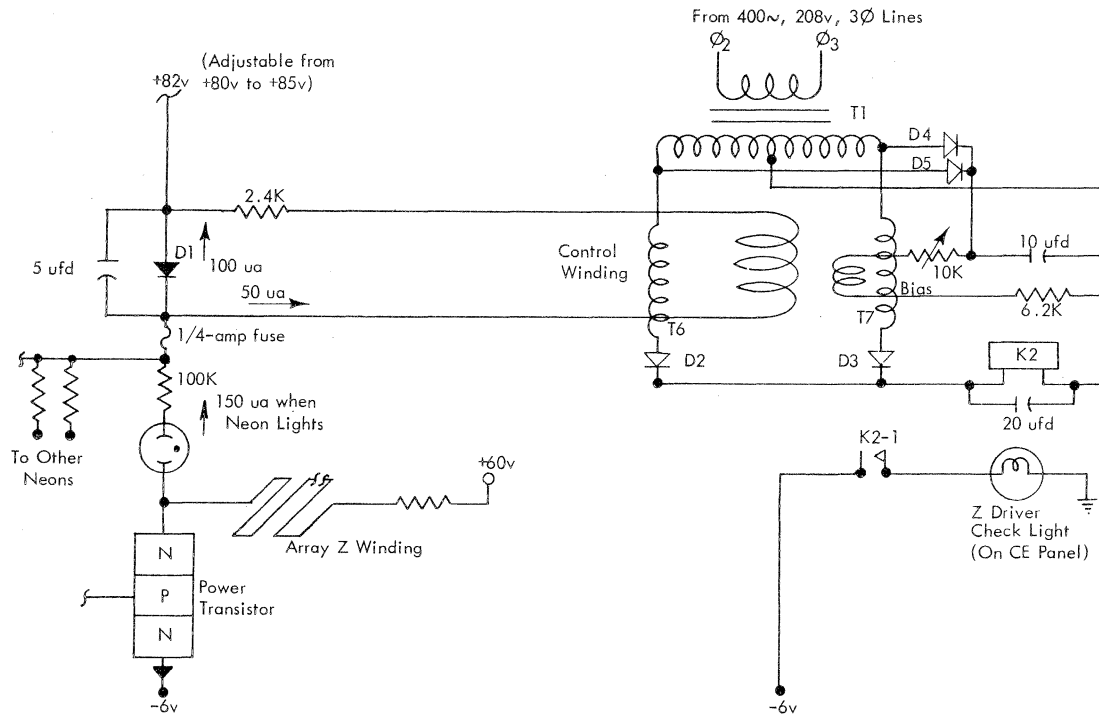 From 400~, 208v, 3Ø Lines
Ø2
Ø3
T1
(Adjustable from
+82v
+80v to +85v)
D4
D5
2.4K
5 ufd
D1
100 ua
50 ua
Control
Winding
10K
10 ufd
Bias
6.2K
T6
T7
1/4-amp fuse
D2
D3
K2
20 ufd
100K
150 ua when
Neon Lights
To Other
Neons
+60v
K2-1
Array Z Winding
Z Driver
Check Light
(On CE Panel)
N
P
N
Power
Transistor
-6v
-6v